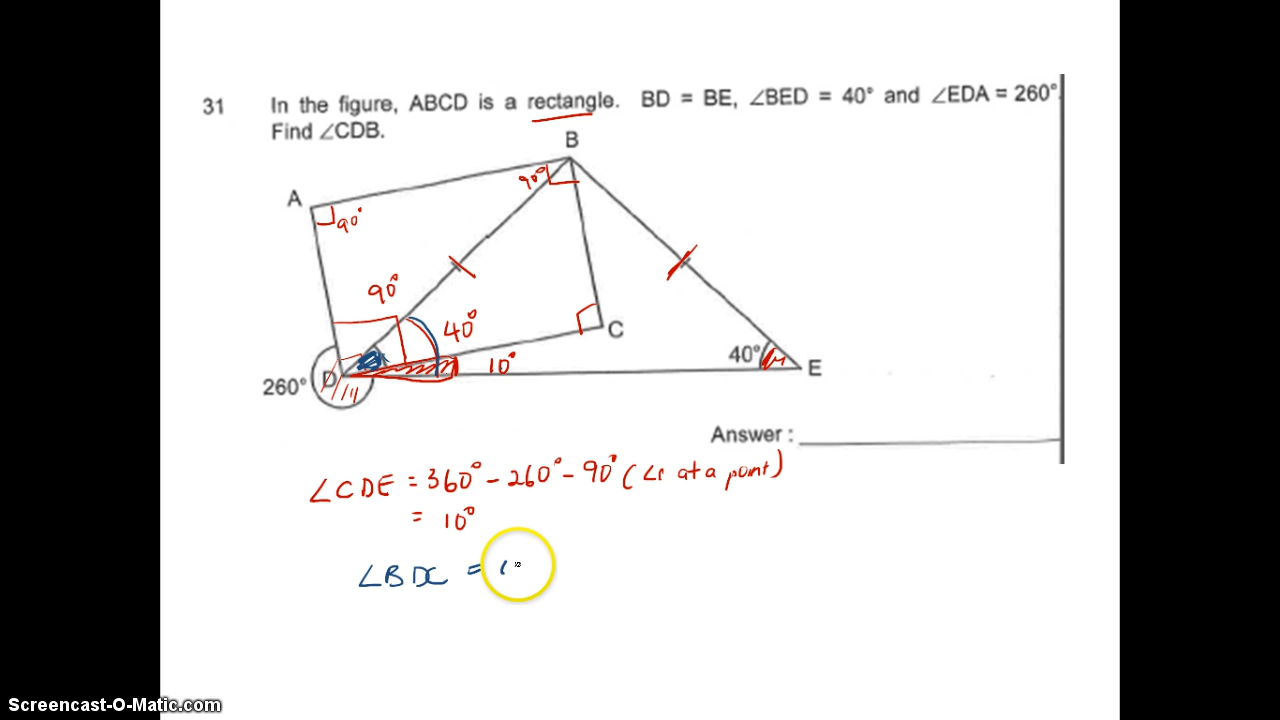 31 In the figure, ABCD is a rectangle. BD = BE, ∠BED = 40° and ∠EDA = 260°.
Find ∠CDB.
B
90°
A
90°
90°
40°
C
10°
40°
E
260°
D
Answer :
∠CDE = 360° - 260° - 90° (∠s at a point)
= 10°
∠BDC =
Screencast-O-Matic.com